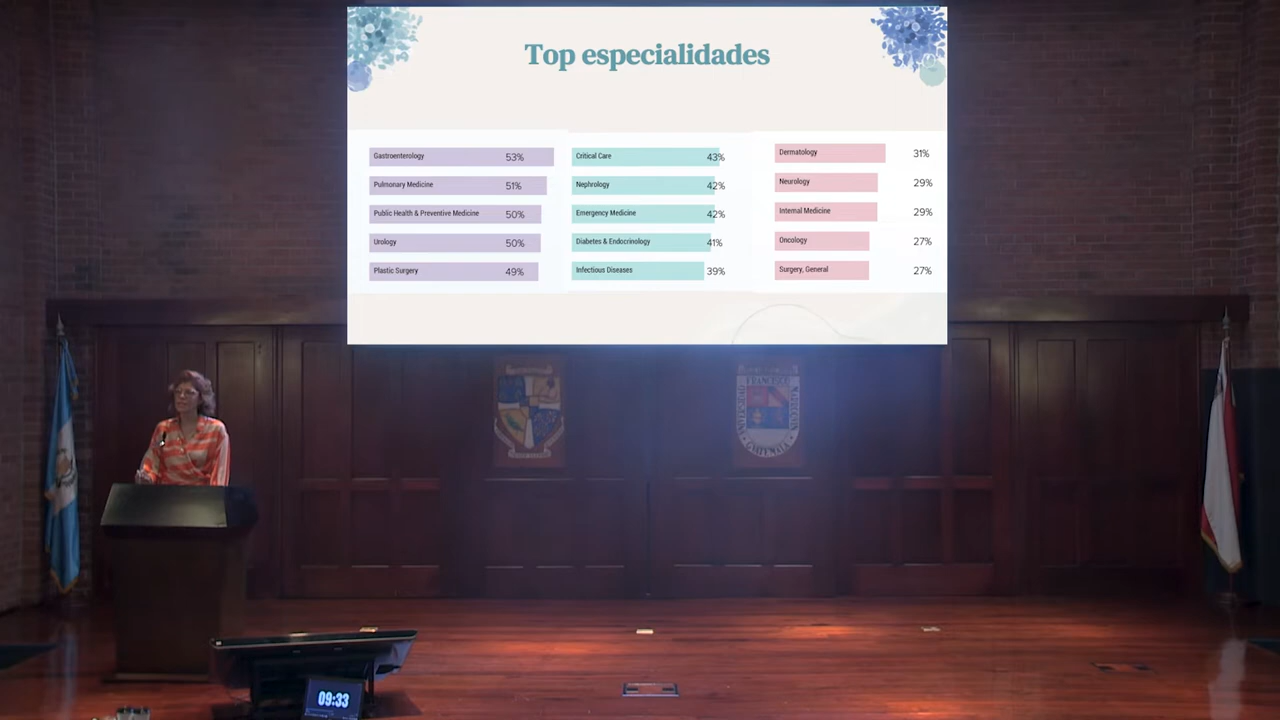 Top especialidades
Gastroenterology 53%
Pulmonary Medicine 51%
Public Health & Preventive Medicine 50%
Urology 50%
Plastic Surgery 49%
Critical Care 43%
Nephrology 42%
Emergency Medicine 42%
Diabetes & Endocrinology 41%
Infectious Diseases 39%
Dermatology 31%
Neurology 29%
Internal Medicine 29%
Oncology 27%
Surgery, General 27%
FRANCISCO
GUATEMALA
09:33